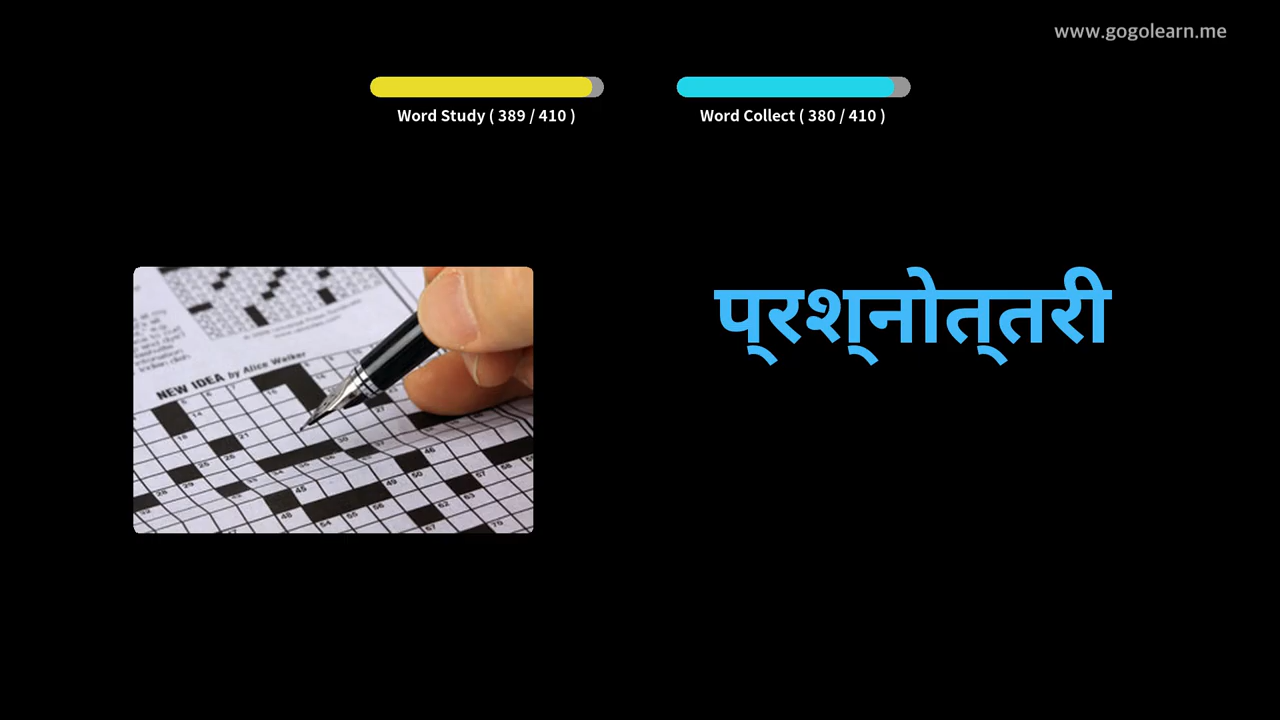 www.gogolearn.me
Word Study ( 389 / 410 )
Word Collect ( 380 / 410 )
प्रश्नोत्तरी
NEW IDEA by Alice Walker